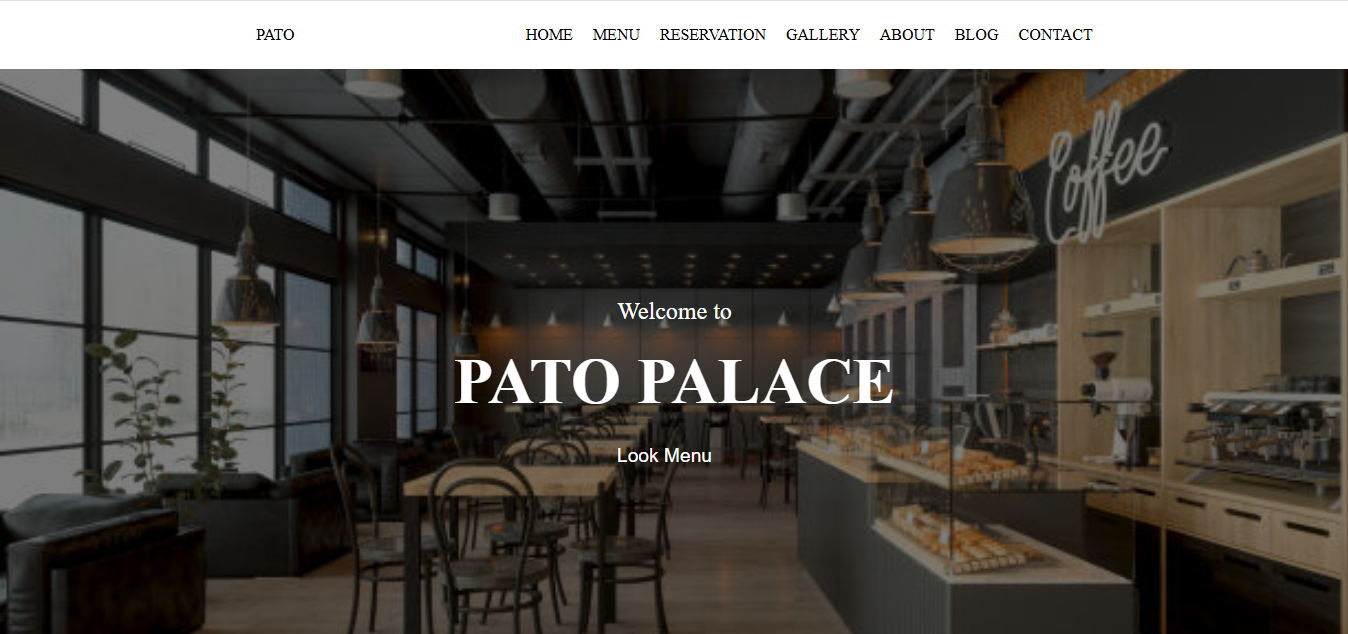 PATO HOME MENU RESERVATION GALLERY ABOUT BLOG CONTACT
Coffee
Welcome to
PATO PALACE
Look Menu